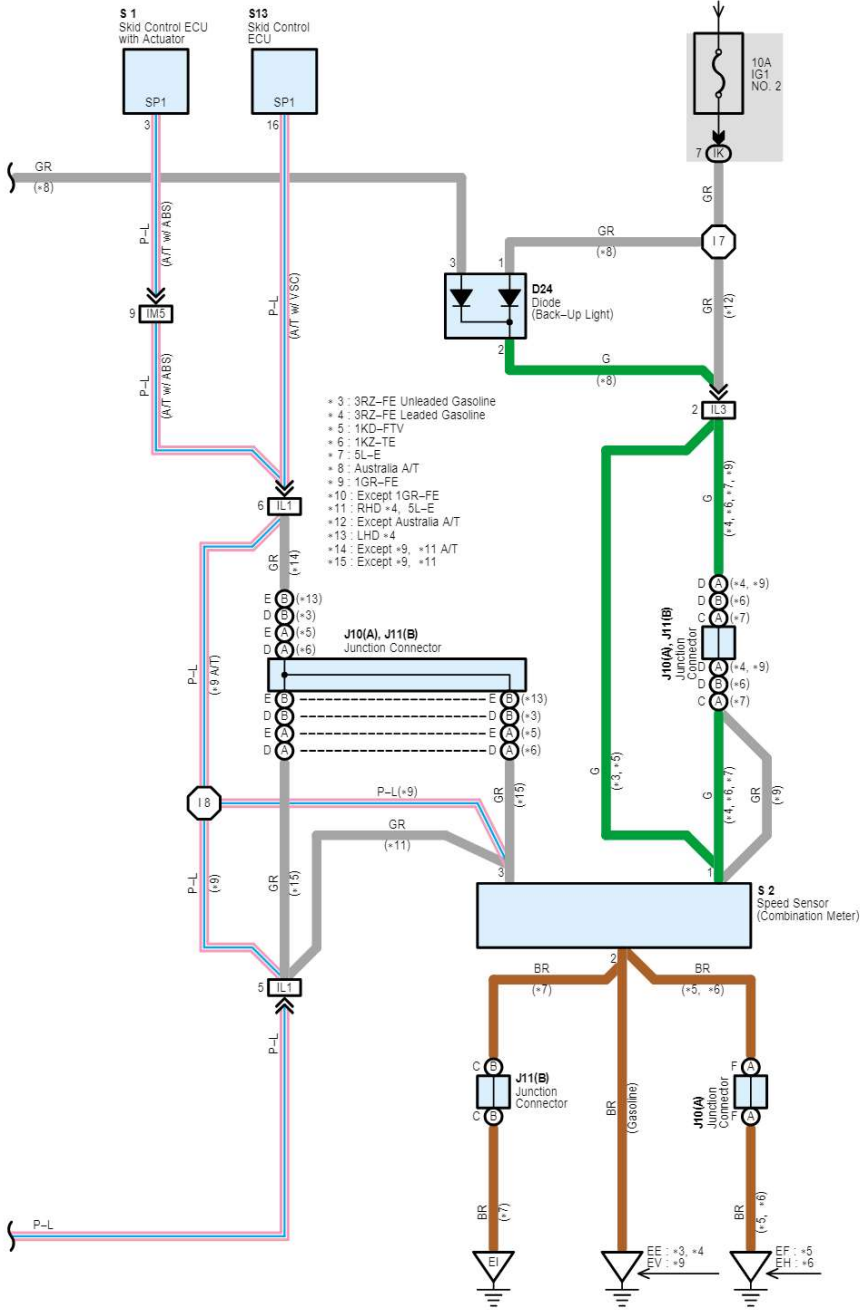 S 1
Skid Control ECU
with Actuator
S13
Skid Control
ECU
SP1
3
SP1
16
10A
IG1
NO. 2
7 IK
GR
GR
(*8)
P–L
(A/T w/ ABS)
P–L
(A/T w/ VSC)
GR
(*8)
I 7
3
1
D24
Diode
(Back–Up Light)
2
GR
(*12)
9 IM5
P–L
(A/T w/ ABS)
G
(*8)
2 IL3
* 3 : 3RZ–FE Unleaded Gasoline
* 4 : 3RZ–FE Leaded Gasoline
* 5 : 1KD–FTV
* 6 : 1KZ–TE
* 7 : 5L–E
* 8 : Australia A/T
* 9 : 1GR–FE
*10 : Except 1GR–FE
*11 : RHD *4, 5L–E
*12 : Except Australia A/T
*13 : LHD *4
*14 : Except *9, *11 A/T
*15 : Except *9, *11
6 IL1
GR
(*14)
G
(*4, *6, *7, *9)
E B (*13)
D B (*3)
E A (*5)
D A (*6)
D A (*4, *9)
D B (*6)
C A (*7)
J10(A), J11(B)
Junction Connector
J10(A), J11(B)
Junction
Connector
D A (*4, *9)
D B (*6)
C A (*7)
P–L
(*9 A/T)
E B E B (*13)
D B D B (*3)
E A E A (*5)
D A D A (*6)
G
(*3, *5)
G
(*4, *6, *7)
GR
(*9)
I 8
P–L(*9)
GR
(*15)
GR
(*11)
P–L
(*9)
GR
(*15)
3
1
S 2
Speed Sensor
(Combination Meter)
2
5 IL1
P–L
BR
(*7)
BR
(*5, *6)
C B
C B
J11(B)
Junction
Connector
BR
(Gasoline)
F A
F A
J10(A)
Junction
Connector
BR
(*7)
BR
(*5, *6)
P–L
EI
EE : *3, *4
EV : *9
EF : *5
EH : *6